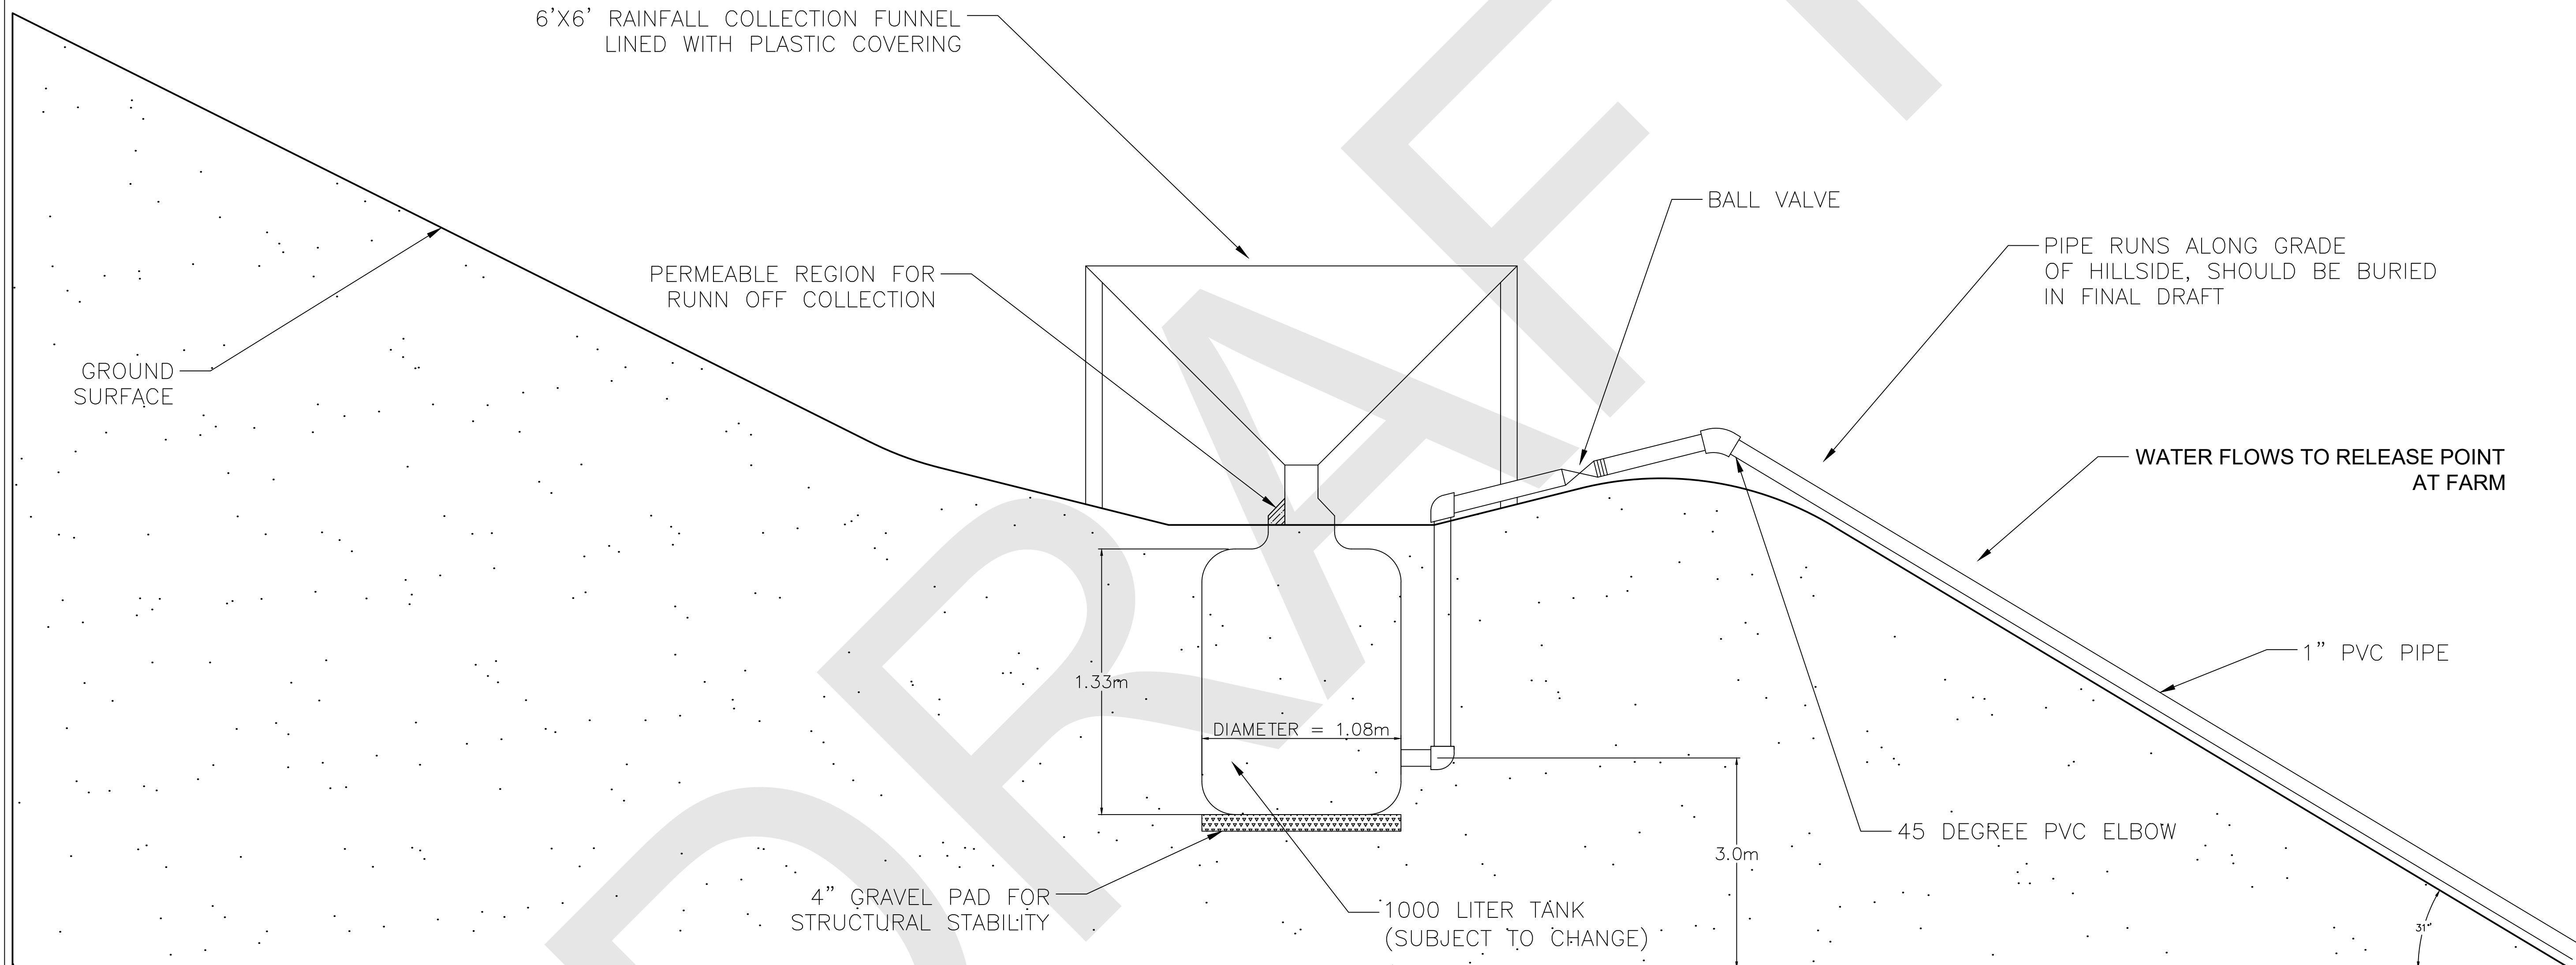 6'X6' RAINFALL COLLECTION FUNNEL
LINED WITH PLASTIC COVERING
BALL VALVE
PIPE RUNS ALONG GRADE
OF HILLSIDE, SHOULD BE BURIED
IN FINAL DRAFT
PERMEABLE REGION FOR
RUNN OFF COLLECTION
GROUND
SURFACE
WATER FLOWS TO RELEASE POINT
AT FARM
1" PVC PIPE
1.33m
DIAMETER = 1.08m
45 DEGREE PVC ELBOW
3.0m
4" GRAVEL PAD FOR
STRUCTURAL STABILITY
1000 LITER TANK
(SUBJECT TO CHANGE)
31°
DRAFT